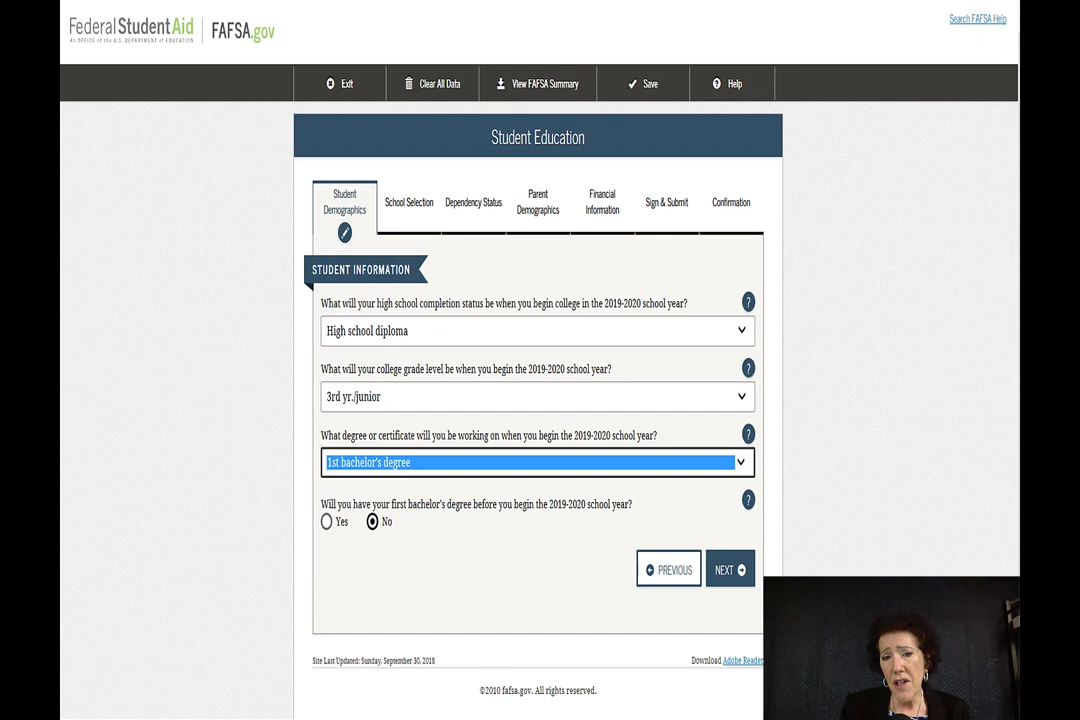 Federal Student Aid
An OFFICE of the U.S. DEPARTMENT of EDUCATION
FAFSA.gov
Search FAFSA Help
Exit
Clear All Data
View FAFSA Summary
Save
Help
Student Education
Student Demographics
School Selection
Dependency Status
Parent Demographics
Financial Information
Sign & Submit
Confirmation
STUDENT INFORMATION
What will your high school completion status be when you begin college in the 2019-2020 school year?
?
High school diploma
What will your college grade level be when you begin the 2019-2020 school year?
?
3rd yr./junior
What degree or certificate will you be working on when you begin the 2019-2020 school year?
?
1st bachelor's degree
Will you have your first bachelor's degree before you begin the 2019-2020 school year?
?
Yes
No
PREVIOUS
NEXT
Site Last Updated: Sunday, September 30, 2018
Download Adobe Reader
©2010 fafsa.gov. All rights reserved.